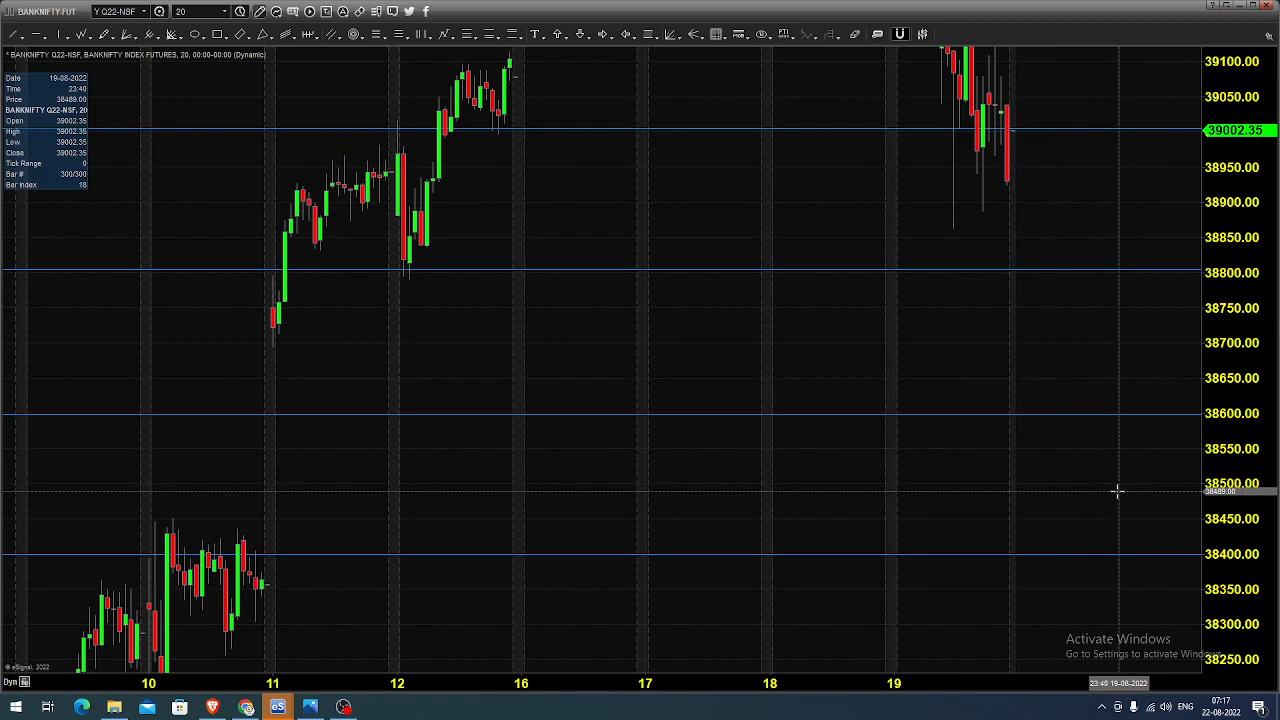 BANKNIFTY-FUT
Y Q22-NSF
20
* BANKNIFTY Q22-NSF, BANKNIFTY INDEX FUTURES, 20, 00:00-00:00 (Dynamic)
Date 19-08-2022
Time 23:40
Price 38489.00
BANKNIFTY Q22-NSF, 20
Open 39002.35
High 39002.35
Low 39002.35
Close 39002.35
Tick Range 0
Bar # 300/300
Bar Index 18
39100.00
39050.00
39002.35
38950.00
38900.00
38850.00
38800.00
38750.00
38700.00
38650.00
38600.00
38550.00
38500.00
38489.00
38450.00
38400.00
38350.00
38300.00
38250.00
Activate Windows
Go to Settings to activate Windows
© eSignal, 2022
Dyn
10 11 12 16 17 18 19
23:40 19-08-2022
eS
ENG
07:17
22-08-2022